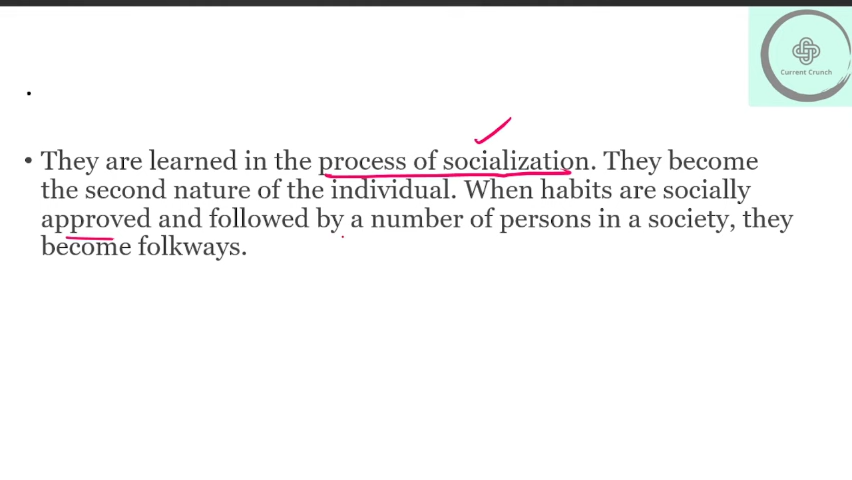 Current Crunch
.
• They are learned in the process of socialization. They become
the second nature of the individual. When habits are socially
approved and followed by a number of persons in a society, they
become folkways.